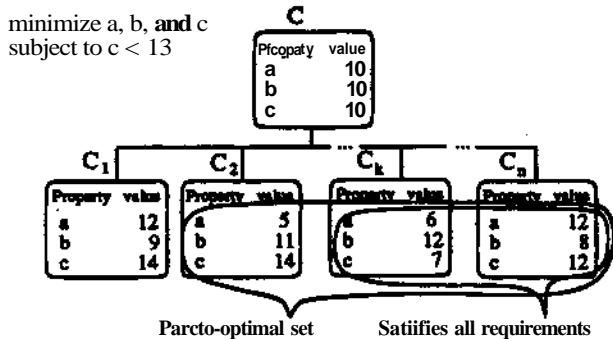 minimize a, b, and c
subject to c < 13
C
Pfcopaty value
a 10
b 10
c 10
... ...
C1 C2 Ck Cn
Property value Property value Property value Property value
a 12 a 5 a 6 a 12
b 9 b 11 b 12 b 8
c 14 c 14 c 7 c 12
Parcto-optimal set Satiifies all requirements